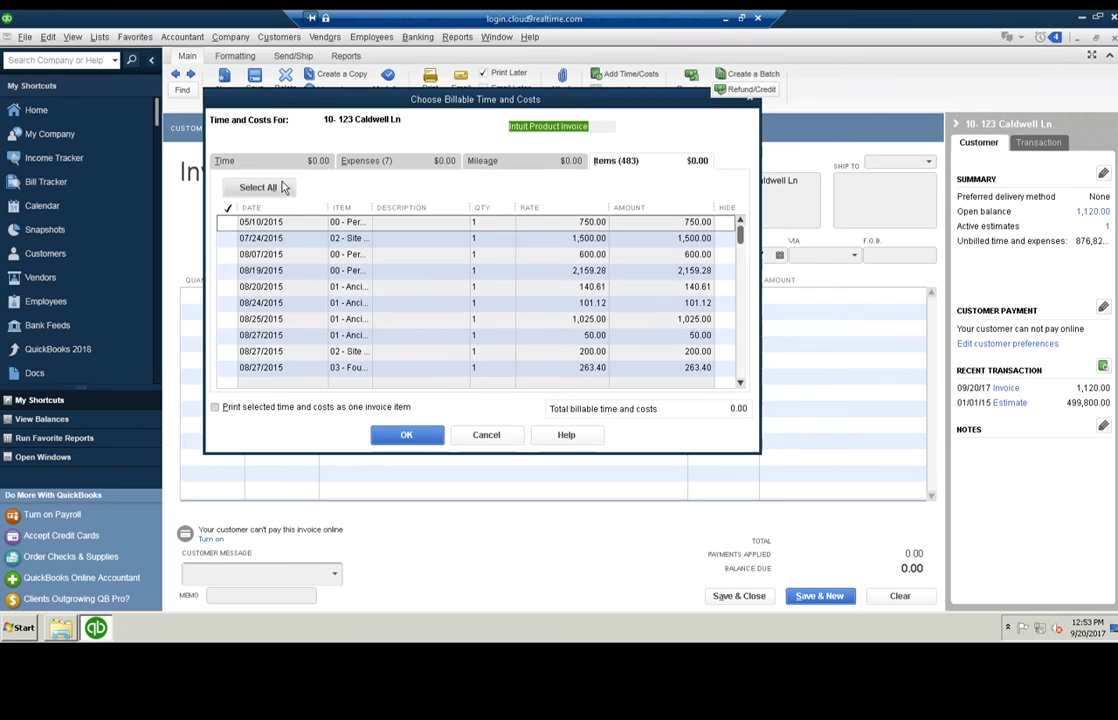 login.cloud9realtime.com
File Edit View Lists Favorites Accountant Company Customers Vendors Employees Banking Reports Window Help
4
Search Company or Help
Main Formatting Send/Ship Reports
Find
Create a Copy
Print Later
Add Time/Costs
Create a Batch
Refund/Credit
My Shortcuts
Home
My Company
Income Tracker
Bill Tracker
Calendar
Snapshots
Customers
Vendors
Employees
Bank Feeds
QuickBooks 2018
Docs
My Shortcuts
View Balances
Run Favorite Reports
Open Windows
Do More With QuickBooks
Turn on Payroll
Accept Credit Cards
Order Checks & Supplies
QuickBooks Online Accountant
Clients Outgrowing QB Pro?
Choose Billable Time and Costs
Time and Costs For: 10- 123 Caldwell Ln
Intuit Product Invoice
Time $0.00 Expenses (7) $0.00 Mileage $0.00 Items (483) $0.00
Select All
DATE ITEM DESCRIPTION QTY RATE AMOUNT HIDE
05/10/2015 00 - Per... 1 750.00 750.00
07/24/2015 02 - Site ... 1 1,500.00 1,500.00
08/07/2015 00 - Per... 1 600.00 600.00
08/19/2015 00 - Per... 1 2,159.28 2,159.28
08/20/2015 01 - Anci... 1 140.61 140.61
08/24/2015 01 - Anci... 1 101.12 101.12
08/25/2015 01 - Anci... 1 1,025.00 1,025.00
08/27/2015 01 - Anci... 1 50.00 50.00
08/27/2015 02 - Site ... 1 200.00 200.00
08/27/2015 03 - Fou... 1 263.40 263.40
Print selected time and costs as one invoice item
Total billable time and costs 0.00
OK Cancel Help
SHIP TO
VIA F.O.B.
AMOUNT
Your customer can't pay this invoice online
Turn on
CUSTOMER MESSAGE
MEMO
TOTAL
PAYMENTS APPLIED 0.00
BALANCE DUE 0.00
Save & Close Save & New Clear
10- 123 Caldwell Ln
Customer Transaction
SUMMARY
Preferred delivery method None
Open balance 1,120.00
Active estimates 1
Unbilled time and expenses: 876,82...
CUSTOMER PAYMENT
Your customer can not pay online
Edit customer preferences
RECENT TRANSACTION
09/20/17 Invoice 1,120.00
01/01/15 Estimate 499,800.00
NOTES
Start
12:53 PM
9/20/2017